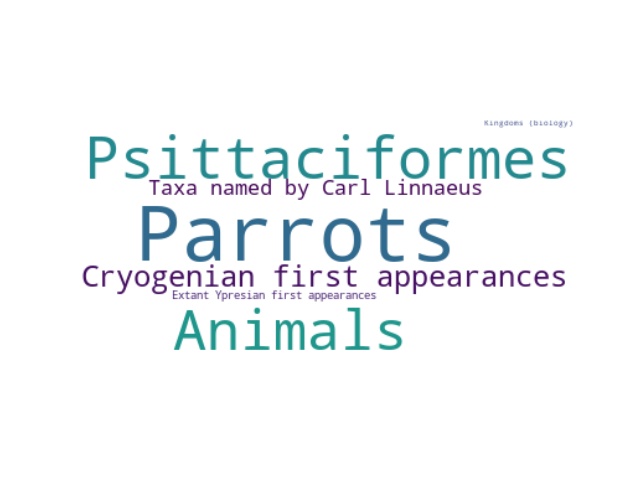 Kingdoms (biology)
Psittaciformes
Taxa named by Carl Linnaeus
Parrots
Cryogenian first appearances
Extant Ypresian first appearances
Animals